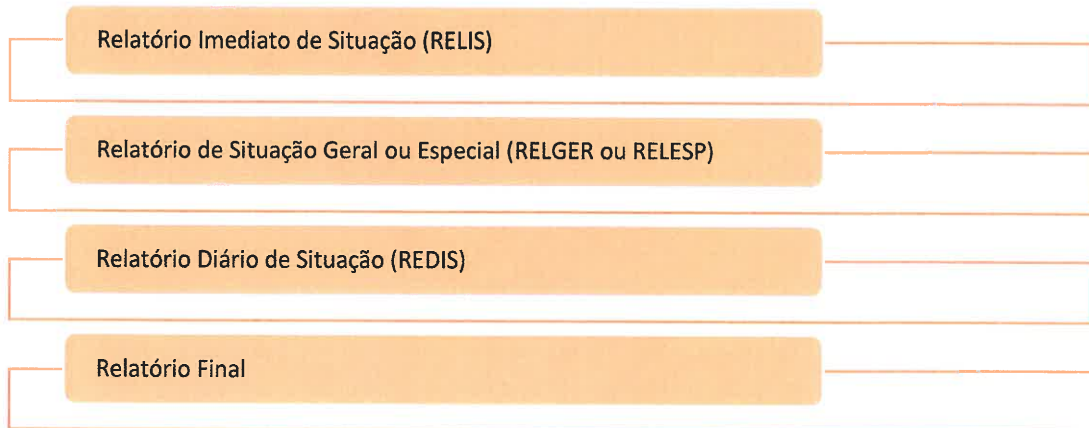 Relatório Imediato de Situação (RELIS)
Relatório de Situação Geral ou Especial (RELGER ou RELESP)
Relatório Diário de Situação (REDIS)
Relatório Final